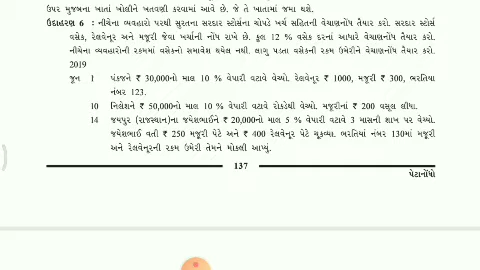 ઉપર મુજબના ખાતાં ખોલીને ખતવણી કરવામાં આવે છે. જે તે ખાતામાં જમા થશે.
ઉદાહરણ 6 : નીચેના વ્યવહારો પરથી સુરતના સરદાર સ્ટોર્સના ચોપડે ખર્ચ સહિતની વેચાણનોંધ તૈયાર કરો. સરદાર સ્ટોર્સ
વસેક, રેલવેનૂર અને મજૂરી જેવા ખર્ચાની નોંધ રાખે છે. કુલ 12 % વસેક દરનાં આધારે વેચાણનોંધ તૈયાર કરો.
નીચેના વ્યવહારોની રકમમાં વસેકનો સમાવેશ થયેલ નથી. લાગુ પડતા વસેકની રકમ ઉમેરીને વેચાણનોંધ તૈયાર કરો.
2019
જૂન 1 પંકજને ₹ 30,000નો માલ 10 % વેપારી વટાવે વેચ્યો. રેલવેનૂર ₹ 1000, મજૂરી ₹ 300, ભરતિયા
નંબર 123.
10 નિલેશને ₹ 50,000નો માલ 10 % વેપારી વટાવે રોકડેથી વેચ્યો. મજૂરીનાં ₹ 200 વસૂલ લીધા.
14 જયપુર (રાજસ્થાન)ના જયેશભાઈને ₹ 20,000નો માલ 5 % વેપારી વટાવે 3 માસની શાખ પર વેચ્યો.
જયેશભાઈ વતી ₹ 250 મજૂરી પેટે અને ₹ 400 રેલવેનૂર પેટે ચૂકવ્યા. ભરતિયાં નંબર 130માં મજૂરી
અને રેલવેનૂરની રકમ ઉમેરી તેમને મોકલી આપ્યું.
137
પેટાનોંધો